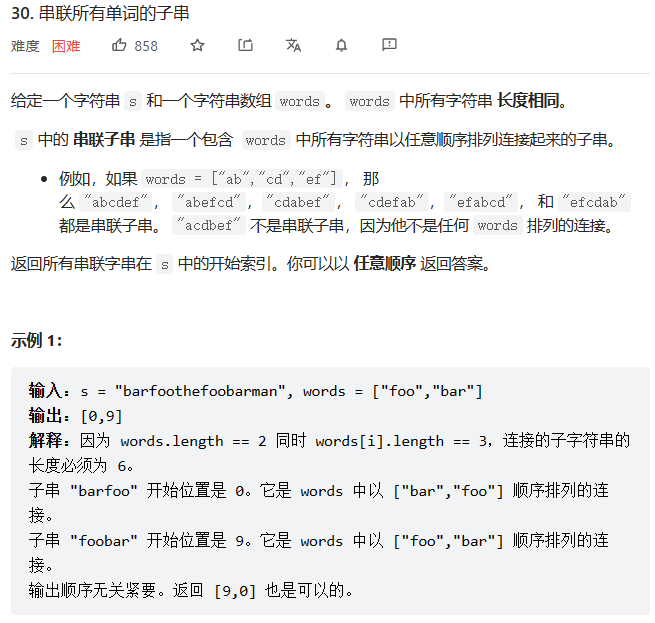 30. 串联所有单词的子串
难度 困难 858
给定一个字符串 s 和一个字符串数组 words。 words 中所有字符串 长度相同。
s 中的 串联子串 是指一个包含 words 中所有字符串以任意顺序排列连接起来的子串。
• 例如，如果 words = ["ab","cd","ef"]， 那
么 "abcdef"， "abefcd"，"cdabef"， "cdefab"，"efabcd"， 和 "efcdab"
都是串联子串。 "acdbef" 不是串联子串，因为他不是任何 words 排列的连接。
返回所有串联字串在 s 中的开始索引。你可以以 任意顺序 返回答案。
示例 1：
输入：s = "barfoothefoobarman", words = ["foo","bar"]
输出：[0,9]
解释：因为 words.length == 2 同时 words[i].length == 3，连接的子字符串的
长度必须为 6。
子串 "barfoo" 开始位置是 0。它是 words 中以 ["bar","foo"] 顺序排列的连
接。
子串 "foobar" 开始位置是 9。它是 words 中以 ["foo","bar"] 顺序排列的连
接。
输出顺序无关紧要。返回 [9,0] 也是可以的。